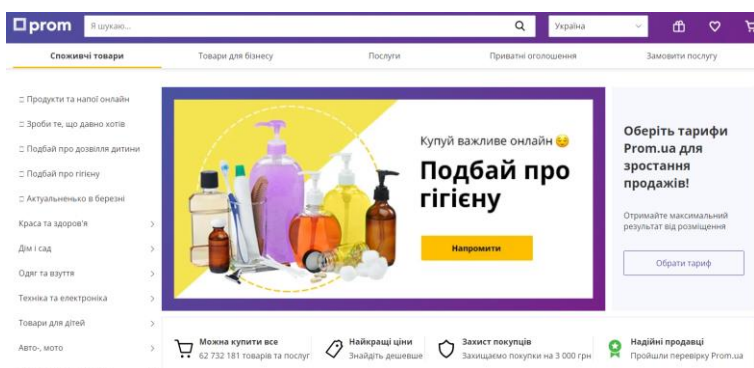 prom
Я шукаю...
Україна
Споживчі товари
Товари для бізнесу
Послуги
Приватні оголошення
Замовити послугу
Продукти та напої онлайн
Зроби те, що давно хотів
Подбай про дозвілля дитини
Подбай про гігієну
Актуальненько в березні
Краса та здоров'я
Дім і сад
Одяг та взуття
Техніка та електроніка
Товари для дітей
Авто-, мото
Купуй важливе онлайн
Подбай про
гігієну
Напромити
Оберіть тарифи
Prom.ua для
зростання
продажів!
Отримайте максимальний
результат від розміщення
Обрати тариф
Можна купити все
62 732 181 товарів та послуг
Найкращі ціни
Знайдіть дешевше
Захист покупців
Захищаємо покупки на 3 000 грн
Надійні продавці
Пройшли перевірку Prom.ua